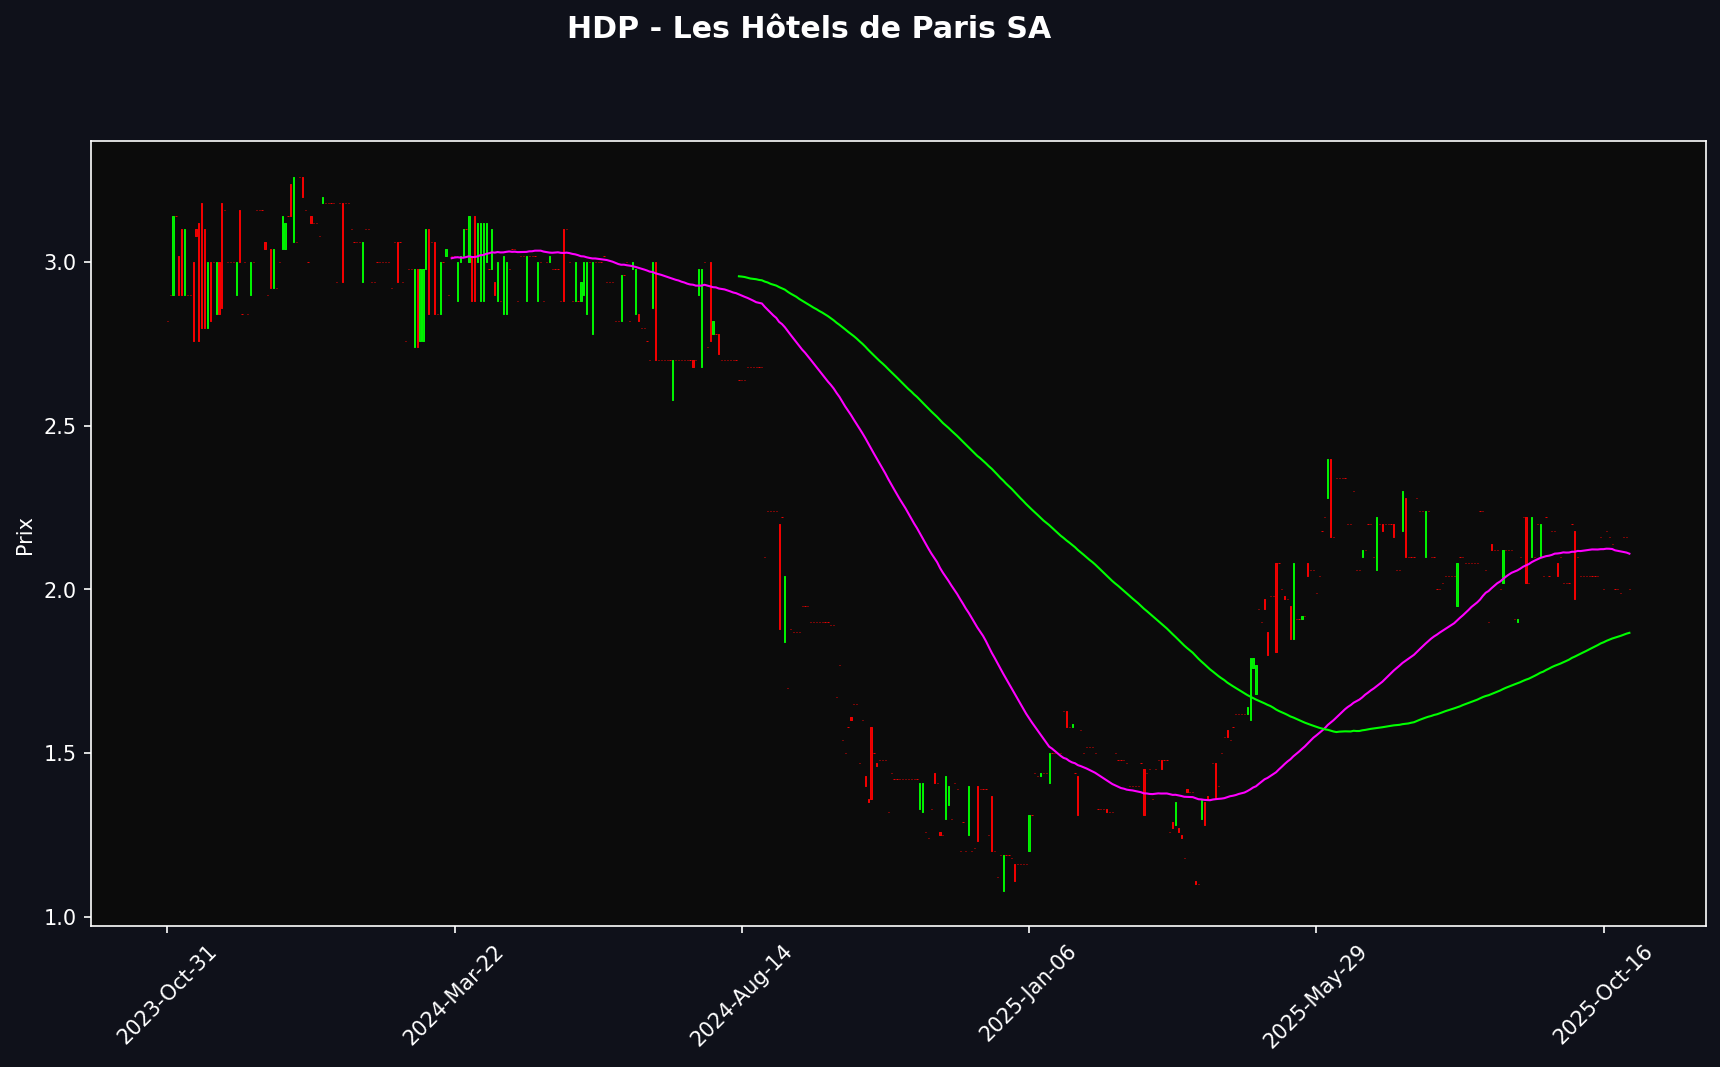 HDP - Les Hôtels de Paris SA
Prix
3.0
2.5
2.0
1.5
1.0
2023-Oct-31
2024-Mar-22
2024-Aug-14
2025-Jan-06
2025-May-29
2025-Oct-16